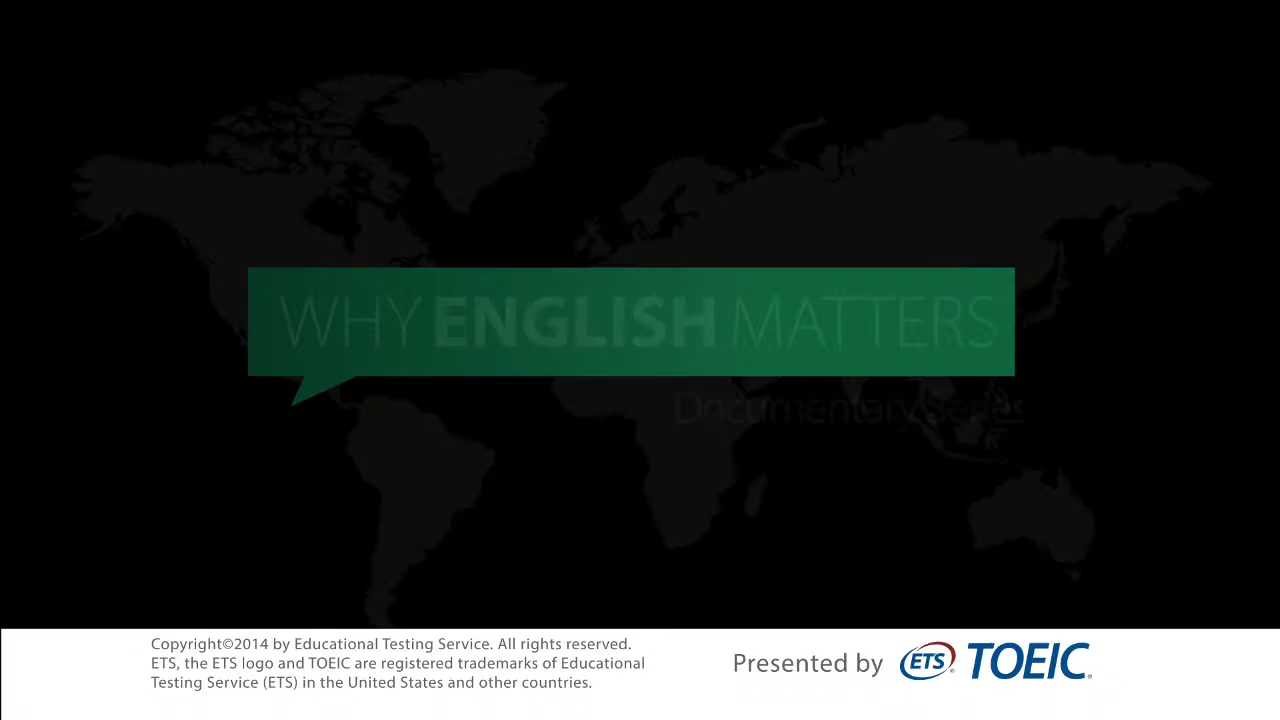 WHY ENGLISH MATTERS
Documentary Series
Copyright©2014 by Educational Testing Service. All rights reserved.
ETS, the ETS logo and TOEIC are registered trademarks of Educational
Testing Service (ETS) in the United States and other countries.
Presented by ETS® TOEIC®